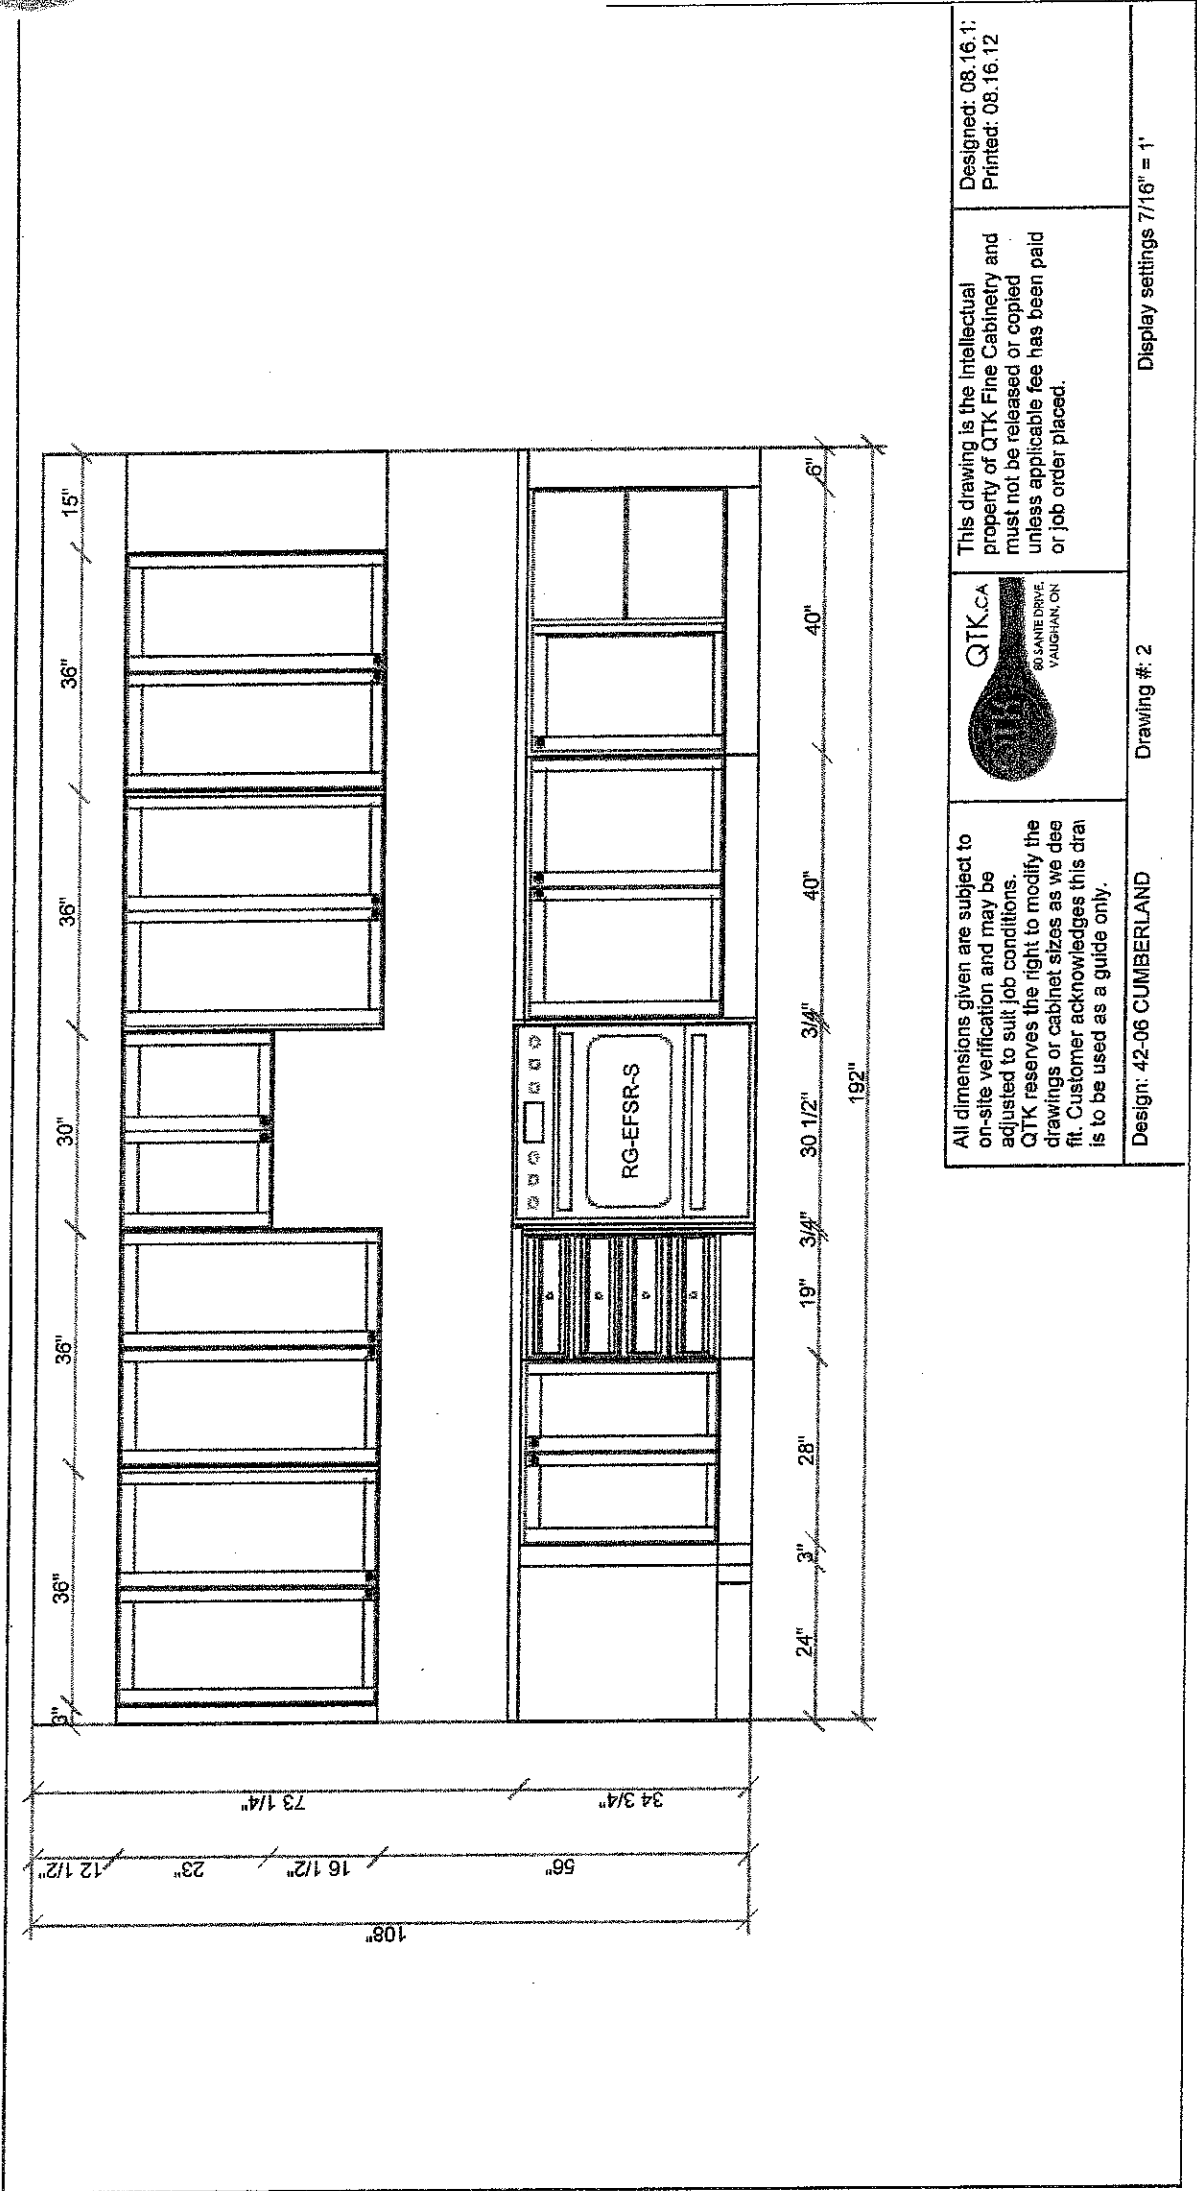 3"
36"
36"
30"
36"
36"
15"
73 1/4"
34 3/4"
12 1/2"
23"
16 1/2"
56"
108"
RG-EFSR-S
24"
3"
28"
19"
3/4"
30 1/2"
3/4"
40"
40"
6"
192"
All dimensions given are subject to
on-site verification and may be
adjusted to suit job conditions.
QTK reserves the right to modify the
drawings or cabinet sizes as we dee
fit. Customer acknowledges this dra
is to be used as a guide only.
QTK.CA
80 SANTE DRIVE,
VAUGHAN, ON
This drawing is the Intellectual
property of QTK Fine Cabinetry and
must not be released or copied
unless applicable fee has been paid
or job order placed.
Designed: 08.16.1
Printed: 08.16.12
Design: 42-06 CUMBERLAND
Drawing #: 2
Display settings 7/16" = 1'